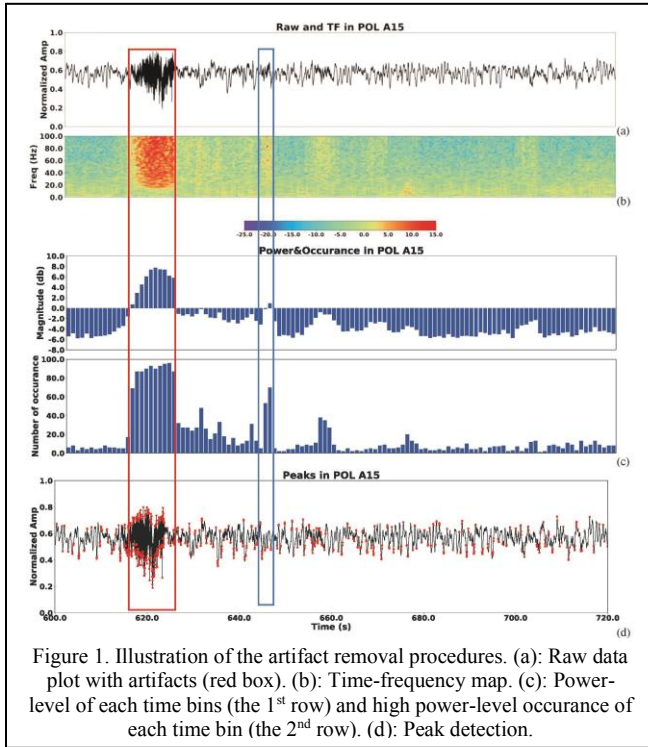 Raw and TF in POL A15
Normalized Amp
1.0
0.8
0.6
0.4
0.2
0.0
(a)
Freq (Hz)
100.0
80.0
60.0
40.0
20.0
0.0
(b)
-25.0 -20.0 -15.0 -10.0 -5.0 0.0 5.0 10.0 15.0
Power&Occurance in POL A15
Magnitude (db)
10.0
8.0
6.0
4.0
2.0
0.0
-2.0
-4.0
-6.0
-8.0
Number of occurance
100.0
80.0
60.0
40.0
20.0
0.0
(c)
Peaks in POL A15
Normalized Amp
1.0
0.8
0.6
0.4
0.2
0.0
600.0 620.0 640.0 660.0 680.0 700.0 720.0
Time (s)
(d)
Figure 1. Illustration of the artifact removal procedures. (a): Raw data
plot with artifacts (red box). (b): Time-frequency map. (c): Power-
level of each time bins (the 1st row) and high power-level occurance of
each time bin (the 2nd row). (d): Peak detection.